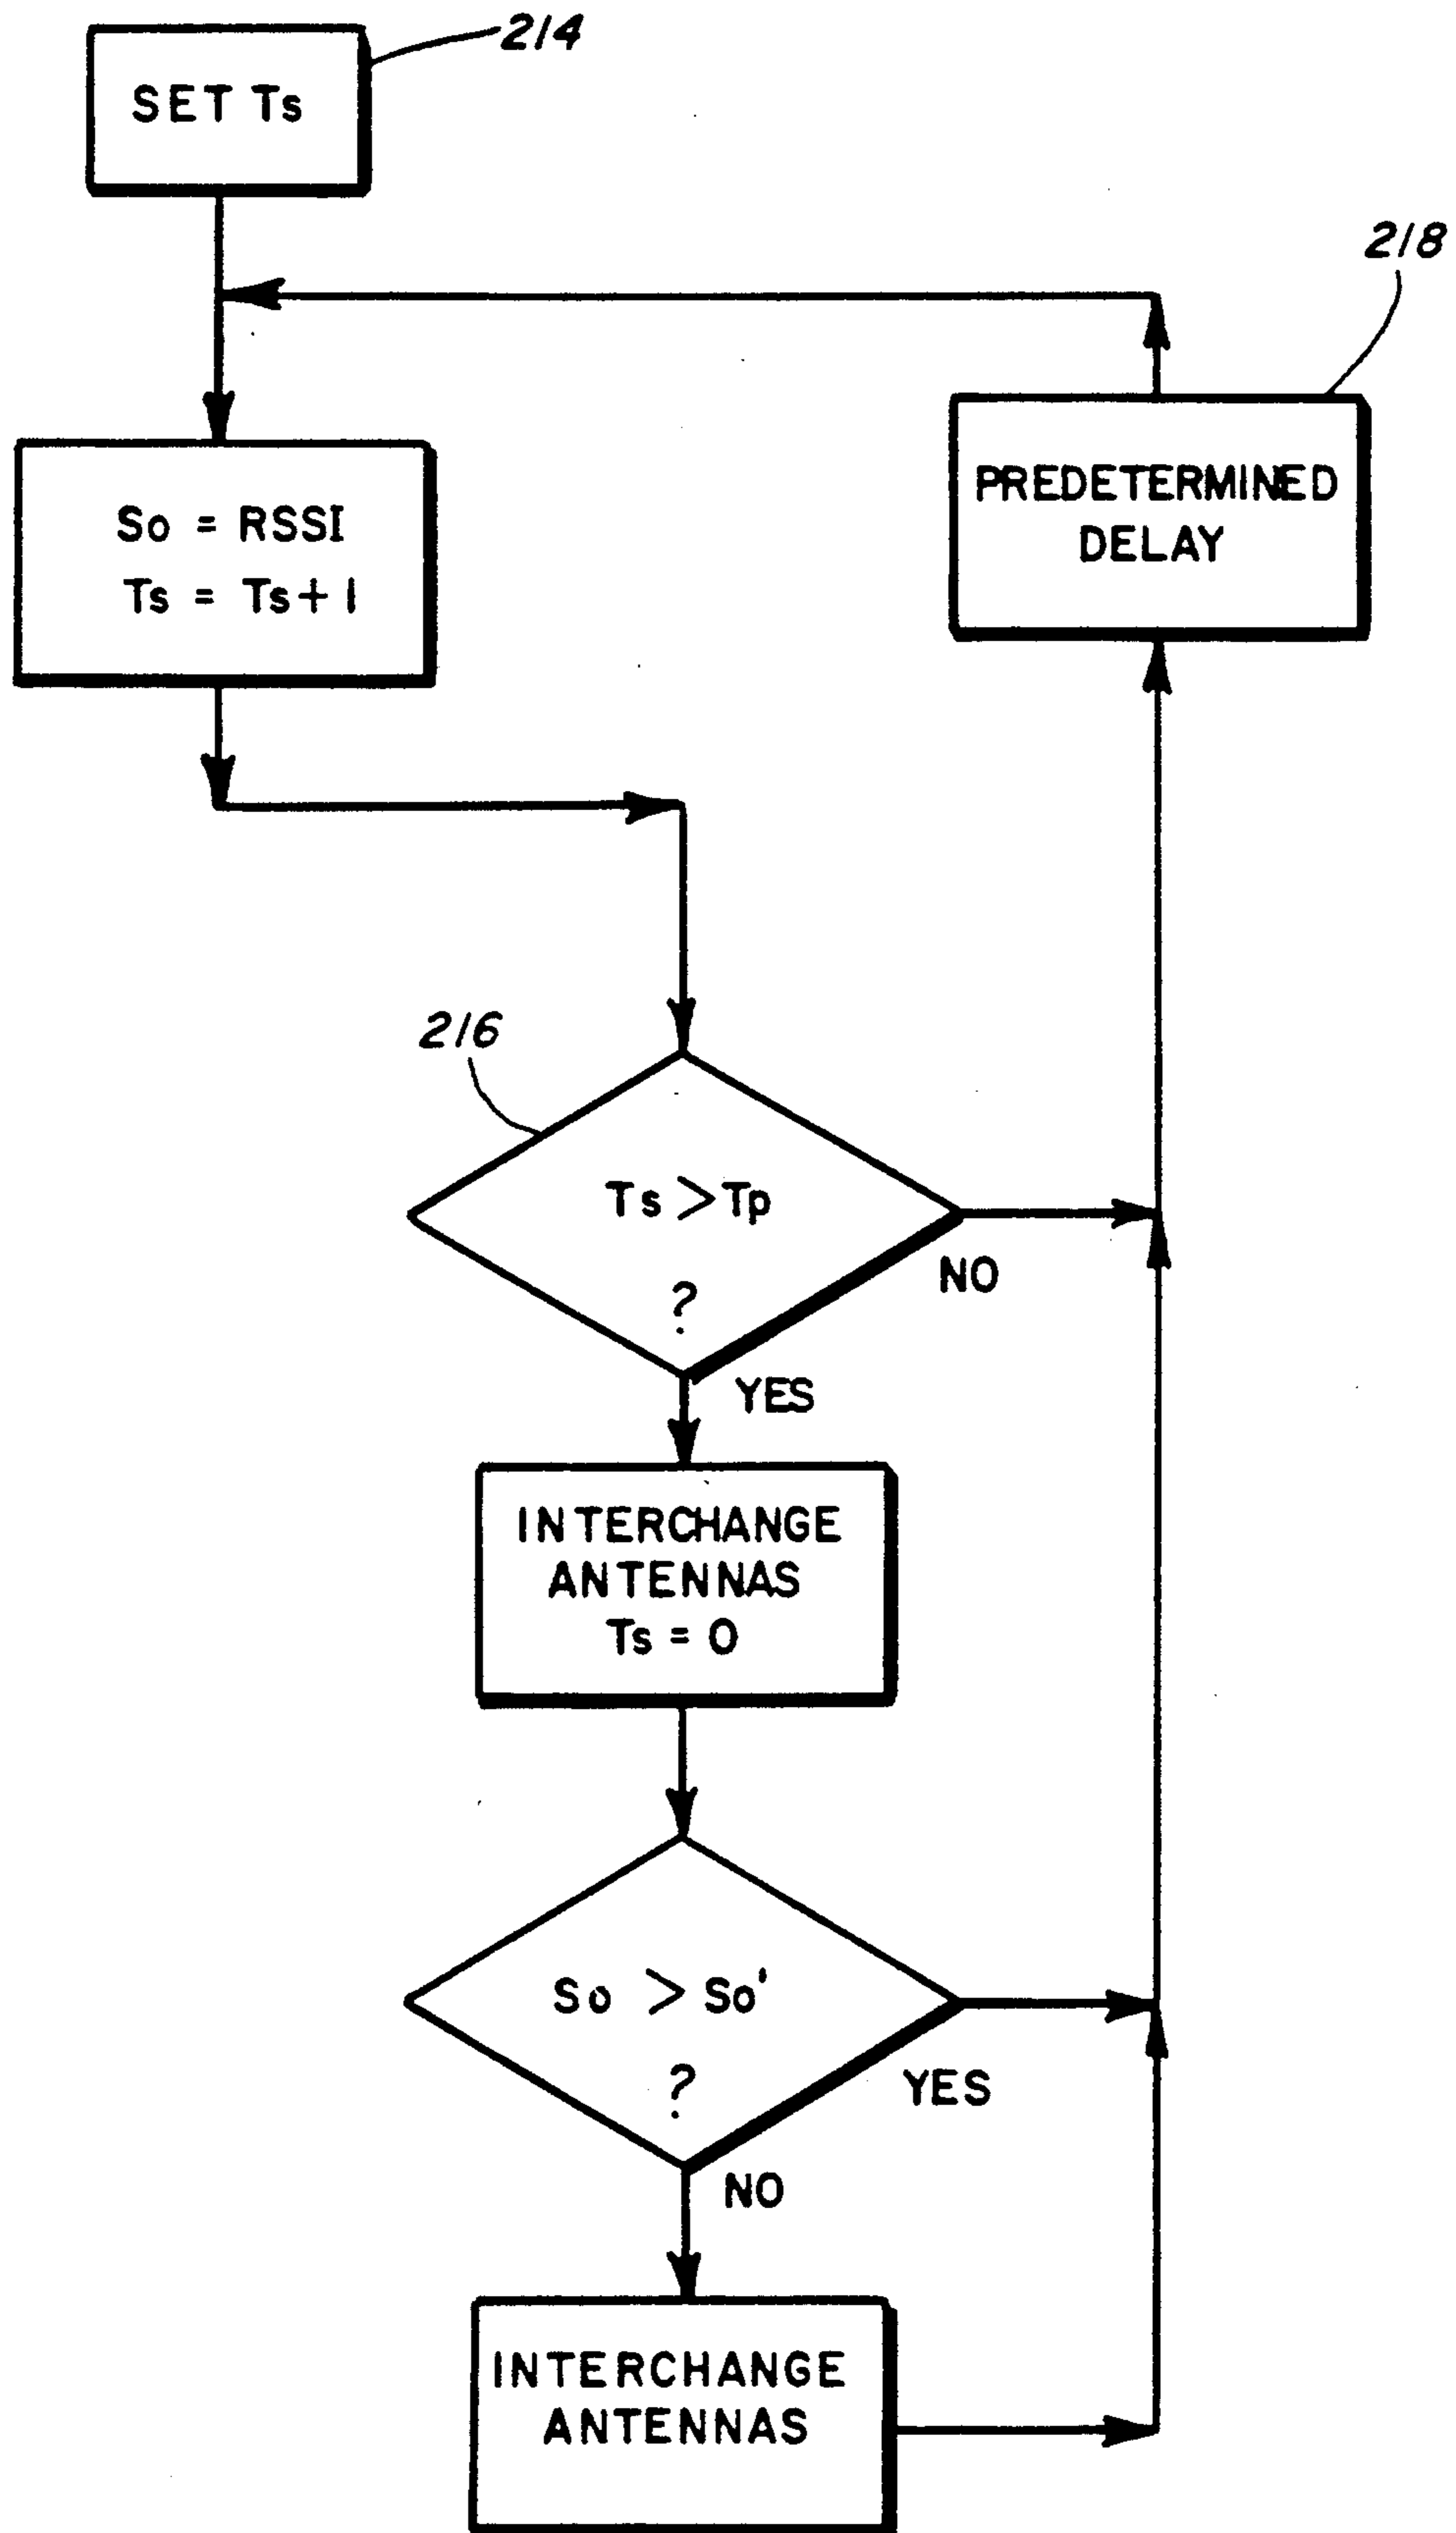 214
SET Ts
218
PREDETERMINED
DELAY
So = RSSI
Ts = Ts+1
216
Ts >Tp
?
NO
YES
INTERCHANGE
ANTENNAS
Ts = 0
So > So'
?
YES
NO
INTERCHANGE
ANTENNAS